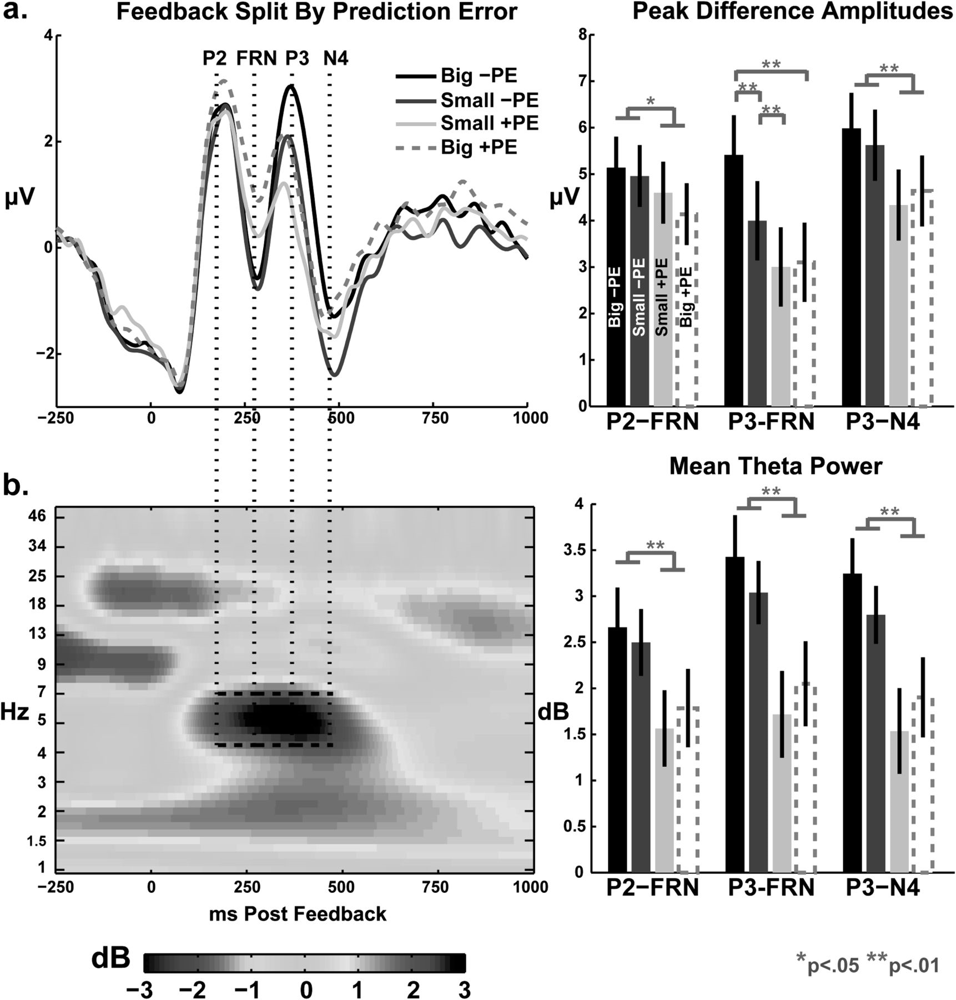 a.
Feedback Split By Prediction Error
4
2
0
−2
µV
P2 FRN P3 N4
Big −PE
Small −PE
Small +PE
Big +PE
−250 0 250 500 750 1000
Peak Difference Amplitudes
8
7
6
5
4
3
2
1
0
µV
*
**
**
**
**
Big −PE
Small −PE
Small +PE
Big +PE
P2−FRN P3-FRN P3−N4
b.
46
34
25
18
13
9
7
5
4
3
2
1.5
1
Hz
−250 0 250 500 750 1000
ms Post Feedback
dB
−3 −2 −1 0 1 2 3
Mean Theta Power
4
3.5
3
2.5
2
1.5
1
0.5
0
dB
**
**
**
P2−FRN P3-FRN P3−N4
*p<.05 **p<.01